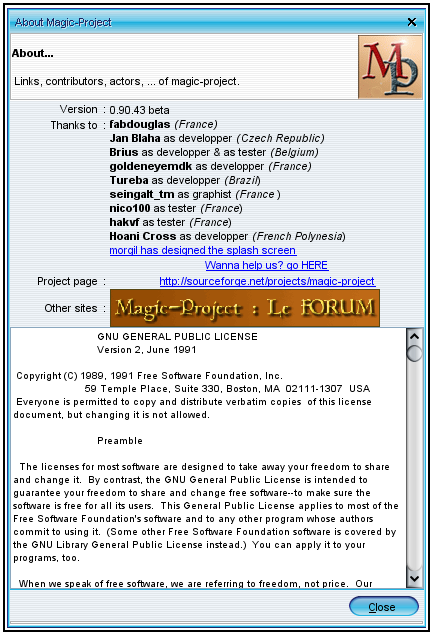 About Magic-Project
About...
Links, contributors, actors, ... of magic-project.
MP
Version : 0.90.43 beta
Thanks to : fabdouglas (France)
Jan Blaha as developper (Czech Republic)
Brius as developper & as tester (Belgium)
goldeneyemdk as developper (France)
Tureba as developper (Brazil)
seingalt_tm as graphist (France )
nico100 as tester (France)
hakvf as tester (France)
Hoani Cross as developper (French Polynesia)
morgil has designed the splash screen
Wanna help us? go HERE
Project page : http://sourceforge.net/projects/magic-project
Other sites : Magic-Project : Le FORUM
GNU GENERAL PUBLIC LICENSE
Version 2, June 1991
Copyright (C) 1989, 1991 Free Software Foundation, Inc.
59 Temple Place, Suite 330, Boston, MA 02111-1307 USA
Everyone is permitted to copy and distribute verbatim copies of this license
document, but changing it is not allowed.
Preamble
The licenses for most software are designed to take away your freedom to share
and change it. By contrast, the GNU General Public License is intended to
guarantee your freedom to share and change free software--to make sure the
software is free for all its users. This General Public License applies to most of the
Free Software Foundation's software and to any other program whose authors
commit to using it. (Some other Free Software Foundation software is covered by
the GNU Library General Public License instead.) You can apply it to your
programs, too.
When we speak of free software, we are referring to freedom, not price. Our
Close